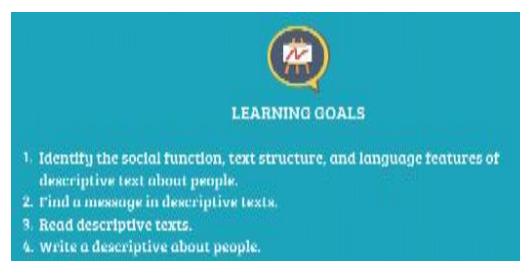 LEARNING GOALS
1. Identify the social function, text structure, and language features of
descriptive text about people.
2. Find a message in descriptive texts.
3. Read descriptive texts.
4. Write a descriptive about people.